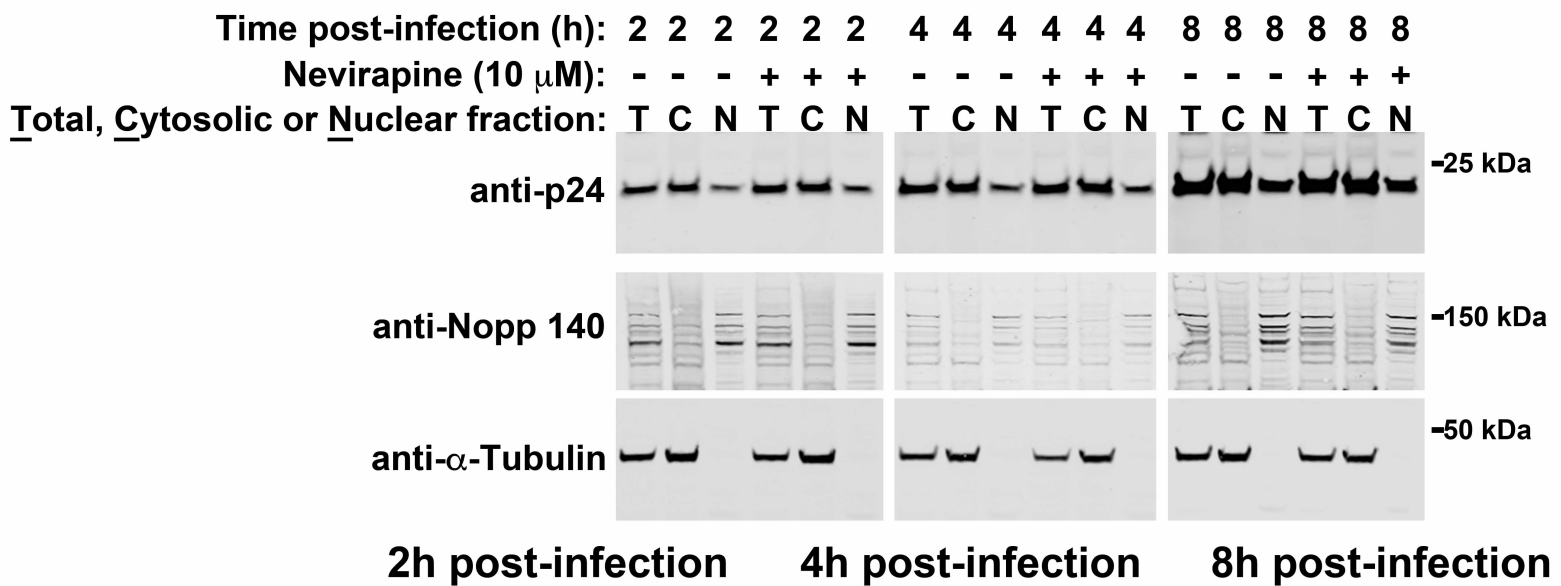 Time post-infection (h): 2 2 2 2 2 2 4 4 4 4 4 4 8 8 8 8 8 8
Nevirapine (10 μM): - - - + + + - - - + + + - - - + + +
Total, Cytosolic or Nuclear fraction: T C N T C N T C N T C N T C N T C N
anti-p24
-25 kDa
anti-Nopp 140
-150 kDa
anti-α-Tubulin
-50 kDa
2h post-infection 4h post-infection 8h post-infection